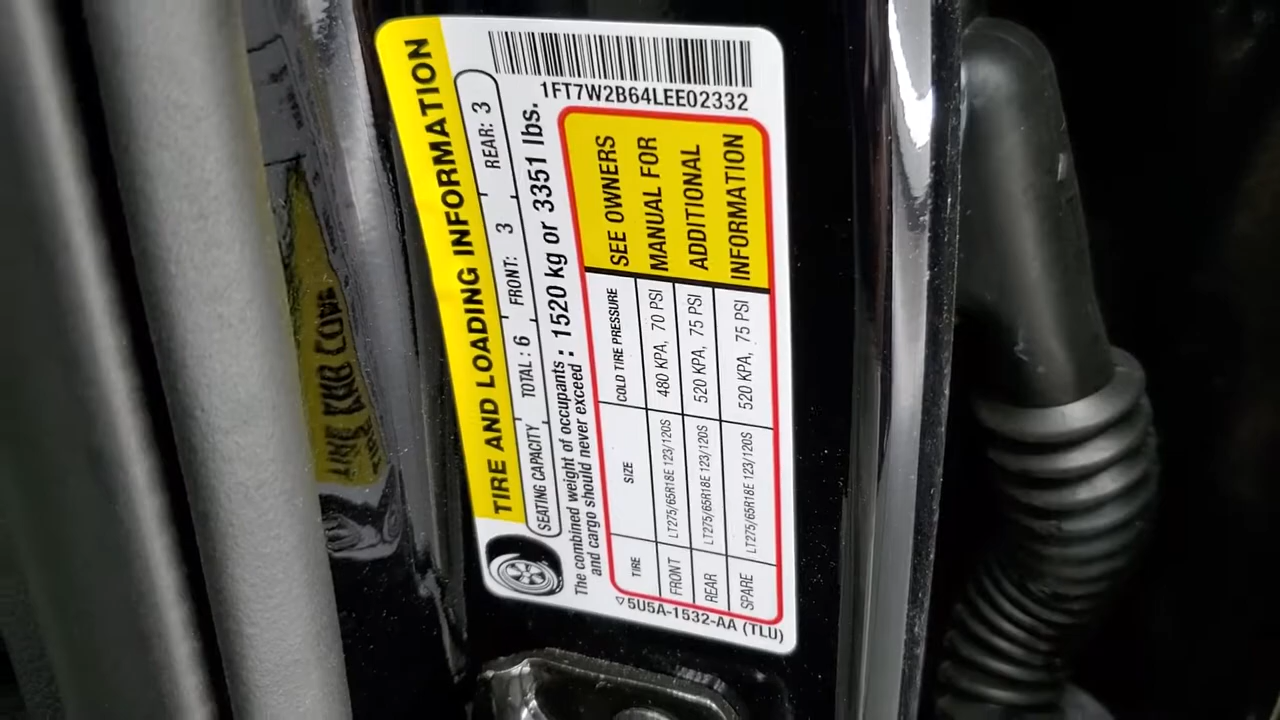 TIRE AND LOADING INFORMATION
SEATING CAPACITY TOTAL : 6 FRONT: 3 REAR: 3
The combined weight of occupants : 1520 kg or 3351 lbs.
and cargo should never exceed :
TIRE SIZE COLD TIRE PRESSURE
FRONT LT275/65R18E 123/120S 480 KPA, 70 PSI
REAR LT275/65R18E 123/120S 520 KPA, 75 PSI
SPARE LT275/65R18E 123/120S 520 KPA, 75 PSI
SEE OWNERS
MANUAL FOR
ADDITIONAL
INFORMATION
1FT7W2B64LEE02332
▽5U5A-1532-AA (TLU)